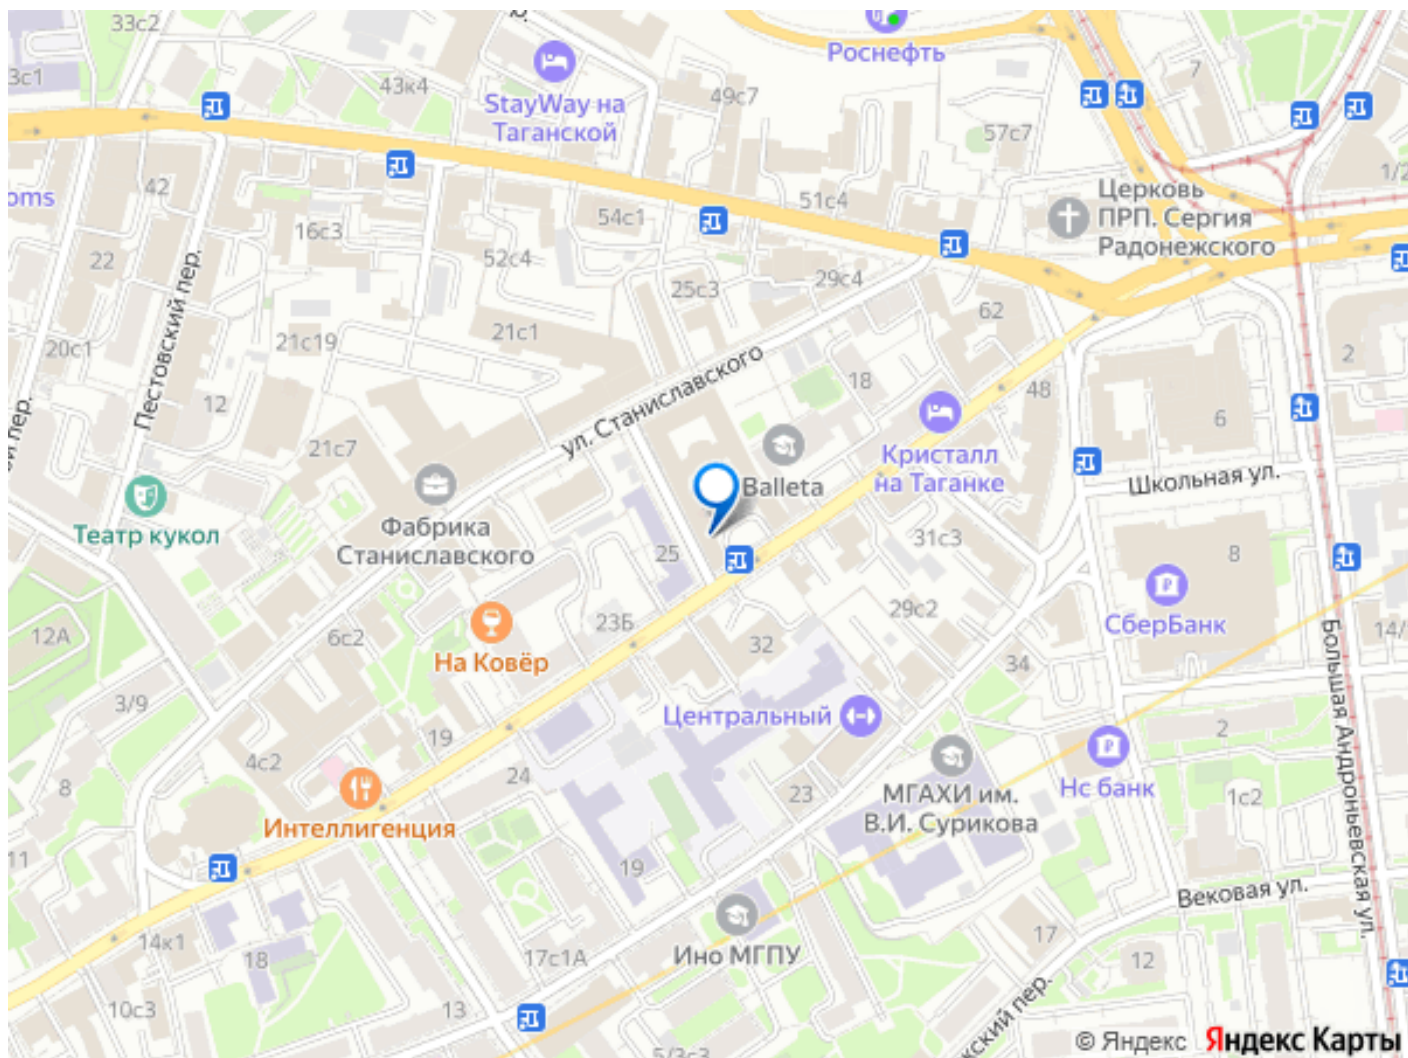 33с2
3с1
43к4
StayWay на
Таганской
49с7
Роснефть
57с7
7
1/2
Церковь
ПРП. Сергия
Радонежского
oms
42
22
16с3
54с1
51с4
52с4
25с3
29с4
62
Пестовский пер.
20с1
21с19
21с1
12
ул. Станиславского
18
48
2
6
21с7
Кристалл
на Таганке
Школьная ул.
Balleta
Театр кукол
Фабрика
Станиславского
25
31с3
8
29с2
СберБанк
12А
6с2
23Б
На Ковёр
32
34
14/
Большая Андроньевская ул.
3/9
Центральный
19
4с2
24
2
8
Интеллигенция
23
МГАХИ им.
В.И. Сурикова
Нс банк
1с2
11
19
Вековая ул.
14к1
18
17с1А
Ино МГПУ
17
12
10с3
13
5/3с3
жский пер.
й пер.
© Яндекс Яндекс Карты